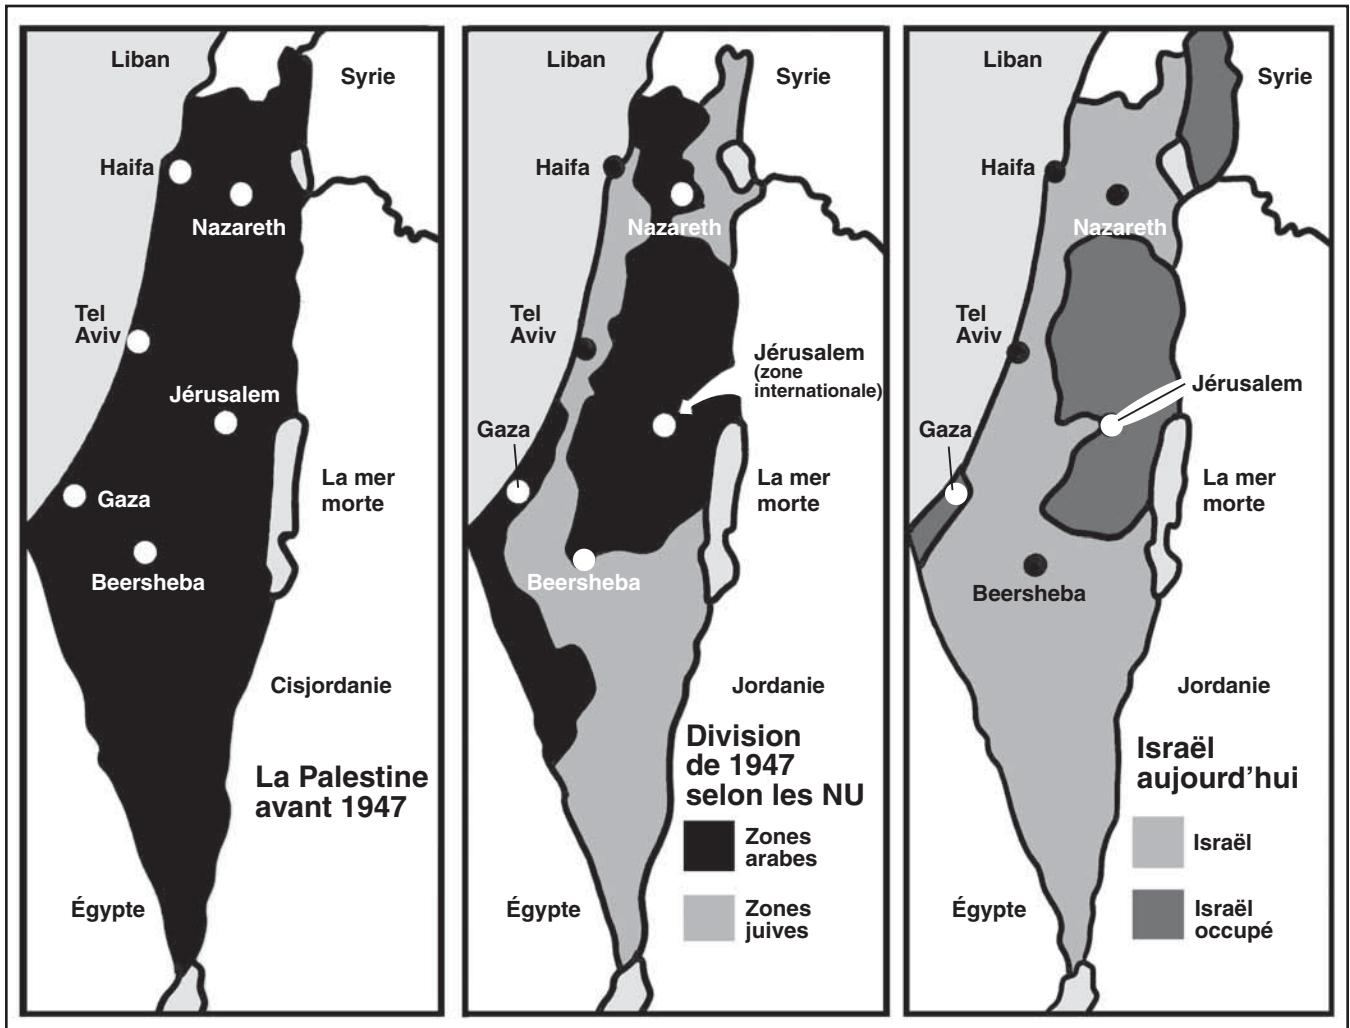 Liban
Syrie
Haifa
Nazareth
Tel
Aviv
Jérusalem
Gaza
La mer
morte
Beersheba
Cisjordanie
La Palestine
avant 1947
Égypte
Liban
Syrie
Haifa
Nazareth
Tel
Aviv
Jérusalem
(zone
internationale)
Gaza
La mer
morte
Beersheba
Jordanie
Division
de 1947
selon les NU
Zones
arabes
Zones
juives
Égypte
Liban
Syrie
Haifa
Nazareth
Tel
Aviv
Jérusalem
Gaza
La mer
morte
Beersheba
Jordanie
Israël
aujourd'hui
Israël
Israël
occupé
Égypte